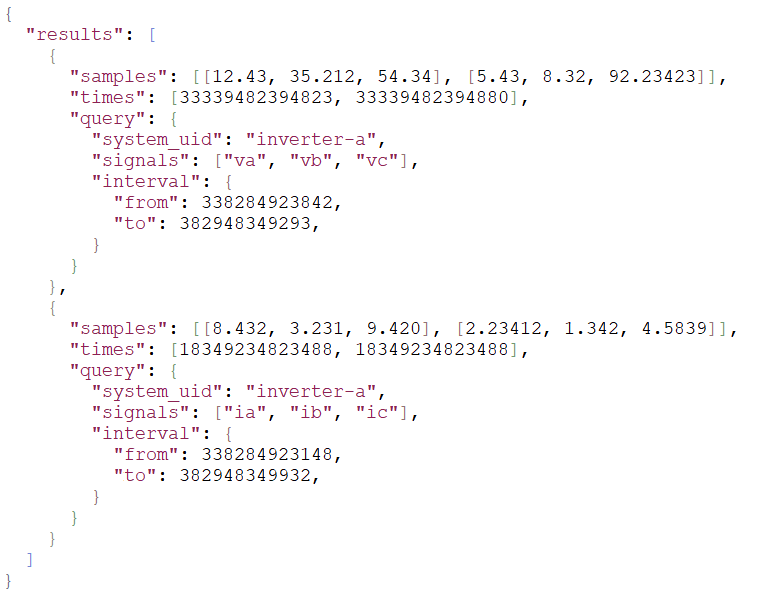 {
  "results": [
    {
      "samples": [[12.43, 35.212, 54.34], [5.43, 8.32, 92.23423]],
      "times": [33339482394823, 33339482394880],
      "query": {
        "system_uid": "inverter-a",
        "signals": ["va", "vb", "vc"],
        "interval": {
          "from": 338284923842,
          "to": 382948349293,
        }
      }
    },
    {
      "samples": [[8.432, 3.231, 9.420], [2.23412, 1.342, 4.5839]],
      "times": [18349234823488, 18349234823488],
      "query": {
        "system_uid": "inverter-a",
        "signals": ["ia", "ib", "ic"],
        "interval": {
          "from": 338284923148,
          "to": 382948349932,
        }
      }
    }
  ]
}